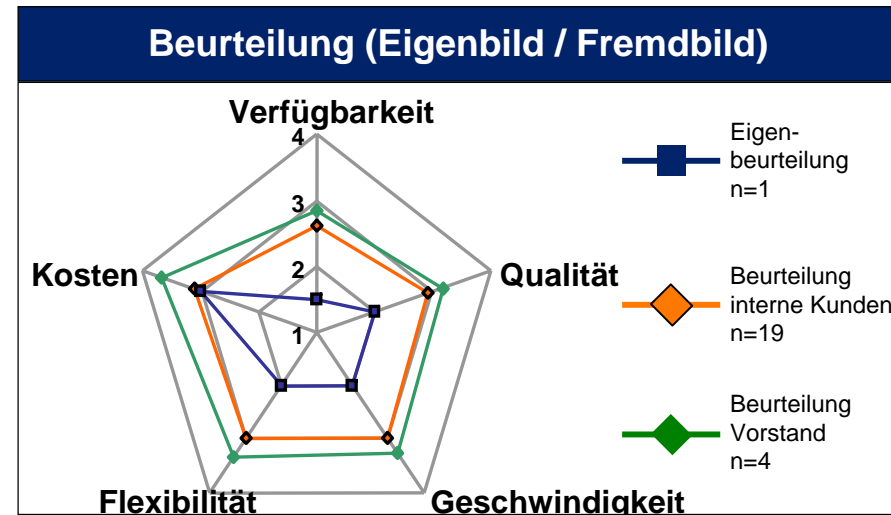 Beurteilung (Eigenbild / Fremdbild)
Verfügbarkeit
4
3
2
1
Kosten
Qualität
Flexibilität
Geschwindigkeit
Eigen-
beurteilung
n=1
Beurteilung
interne Kunden
n=19
Beurteilung
Vorstand
n=4